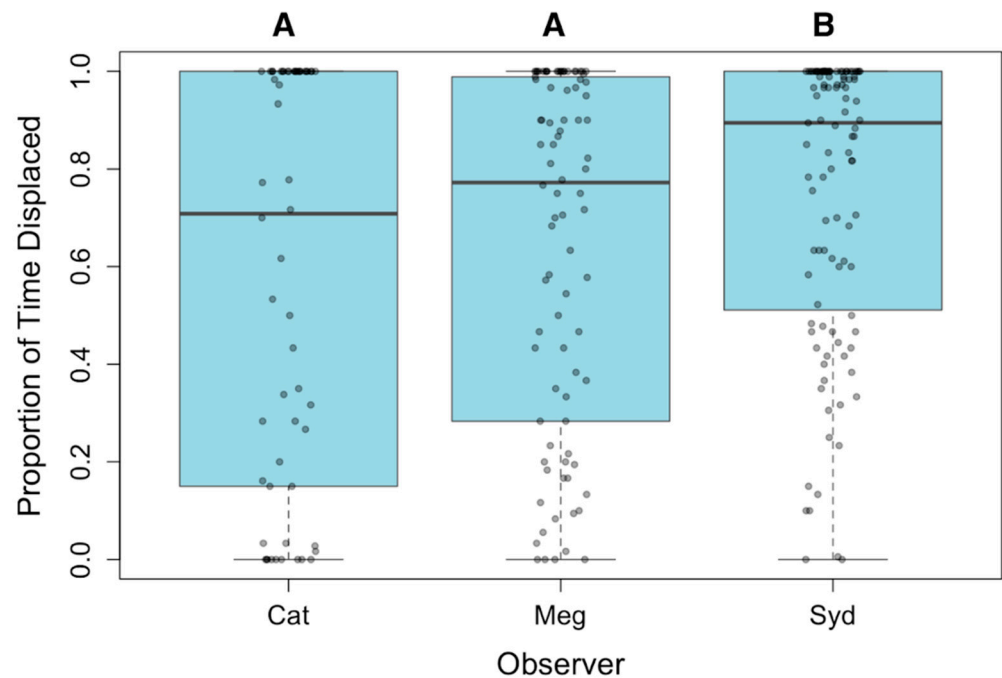 A A B
Proportion of Time Displaced
1.0
0.8
0.6
0.4
0.2
0.0
Cat Meg Syd
Observer